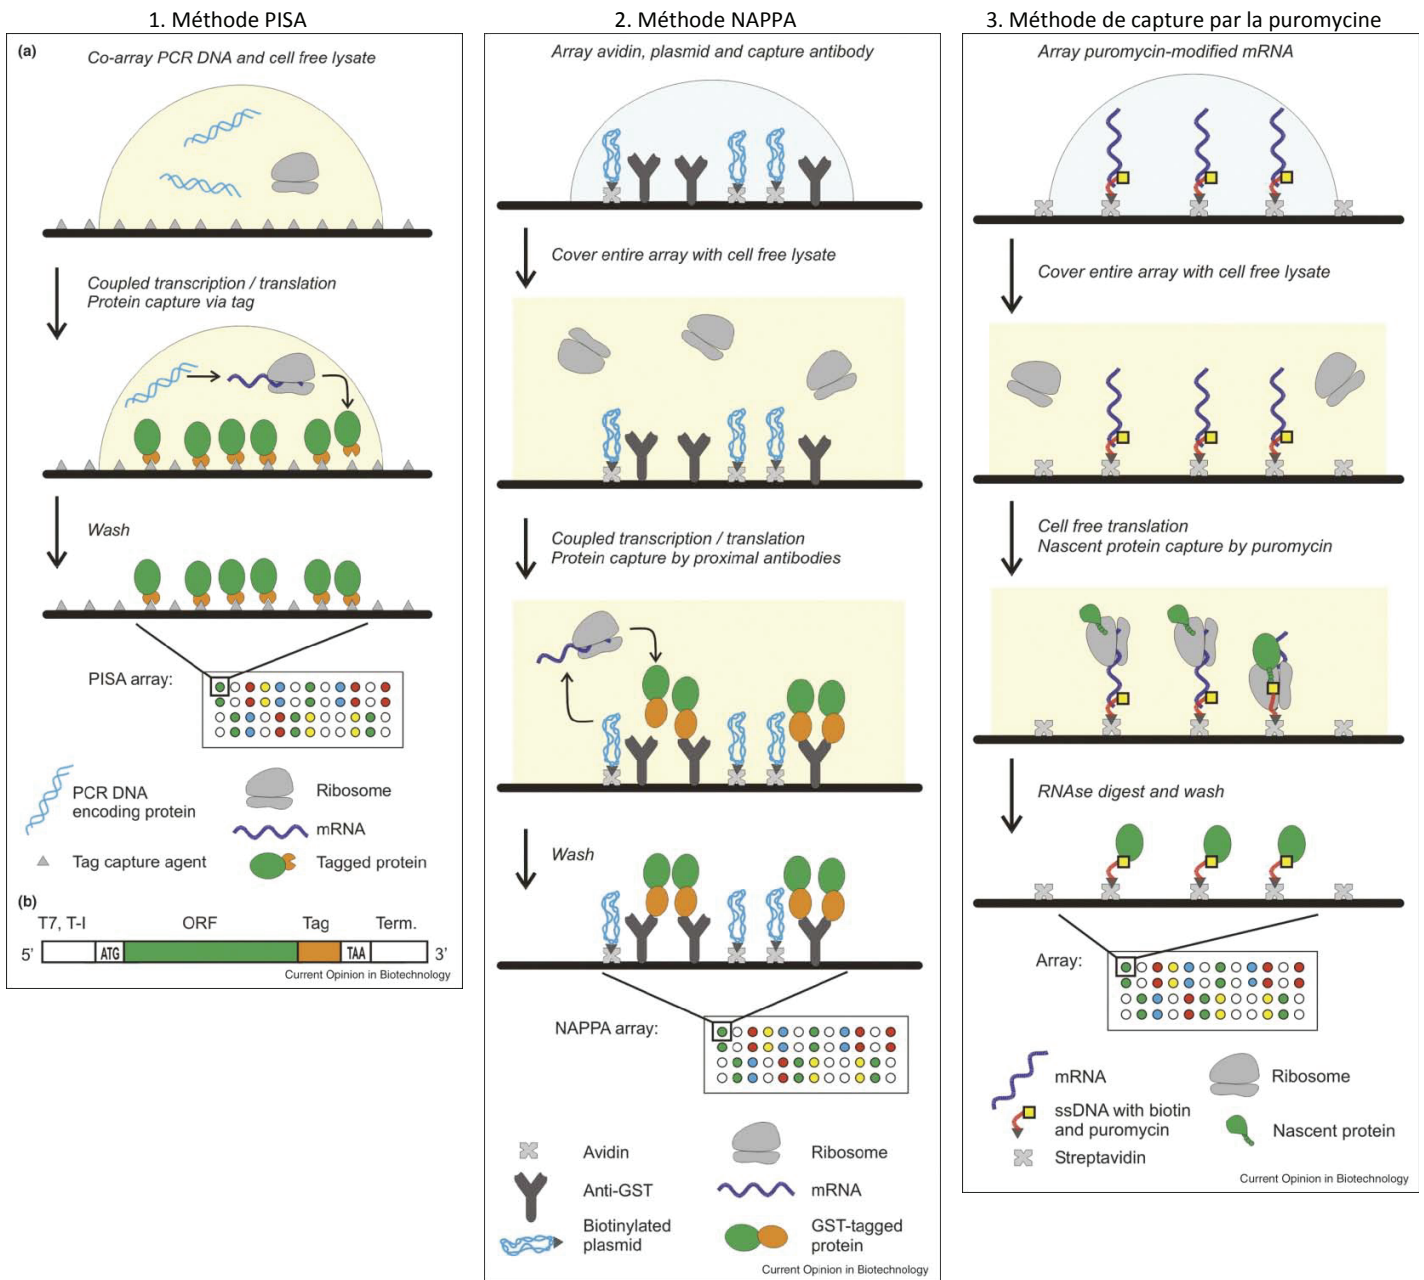 1. Méthode PISA
(a)
Co-array PCR DNA and cell free lysate
Coupled transcription / translation
Protein capture via tag
Wash
PISA array:
PCR DNA
encoding protein
Ribosome
mRNA
Tag capture agent
Tagged protein
(b)
T7, T-I ORF Tag Term.
5' ATG TAA 3'
Current Opinion in Biotechnology
2. Méthode NAPPA
Array avidin, plasmid and capture antibody
Cover entire array with cell free lysate
Coupled transcription / translation
Protein capture by proximal antibodies
Wash
NAPPA array:
Avidin
Ribosome
Anti-GST
mRNA
Biotinylated
plasmid
GST-tagged
protein
Current Opinion in Biotechnology
3. Méthode de capture par la puromycine
Array puromycin-modified mRNA
Cover entire array with cell free lysate
Cell free translation
Nascent protein capture by puromycin
RNAse digest and wash
Array:
mRNA
Ribosome
ssDNA with biotin
and puromycin
Nascent protein
Streptavidin
Current Opinion in Biotechnology